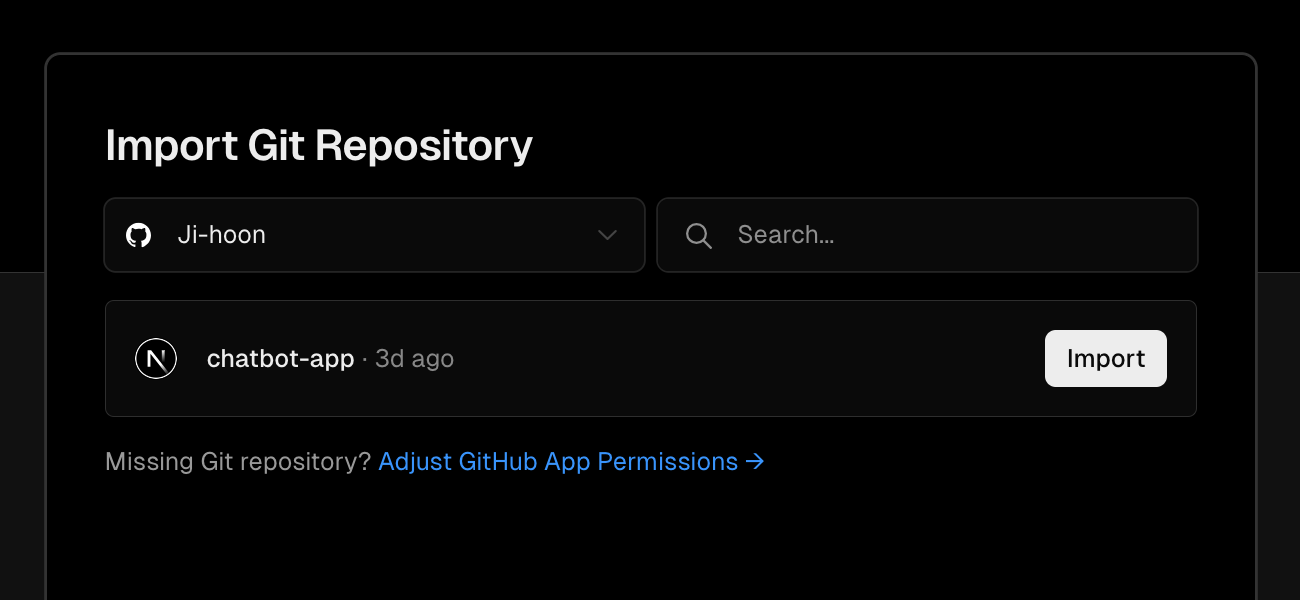 Import Git Repository
Ji-hoon
Search...
chatbot-app · 3d ago
Import
Missing Git repository? Adjust GitHub App Permissions →